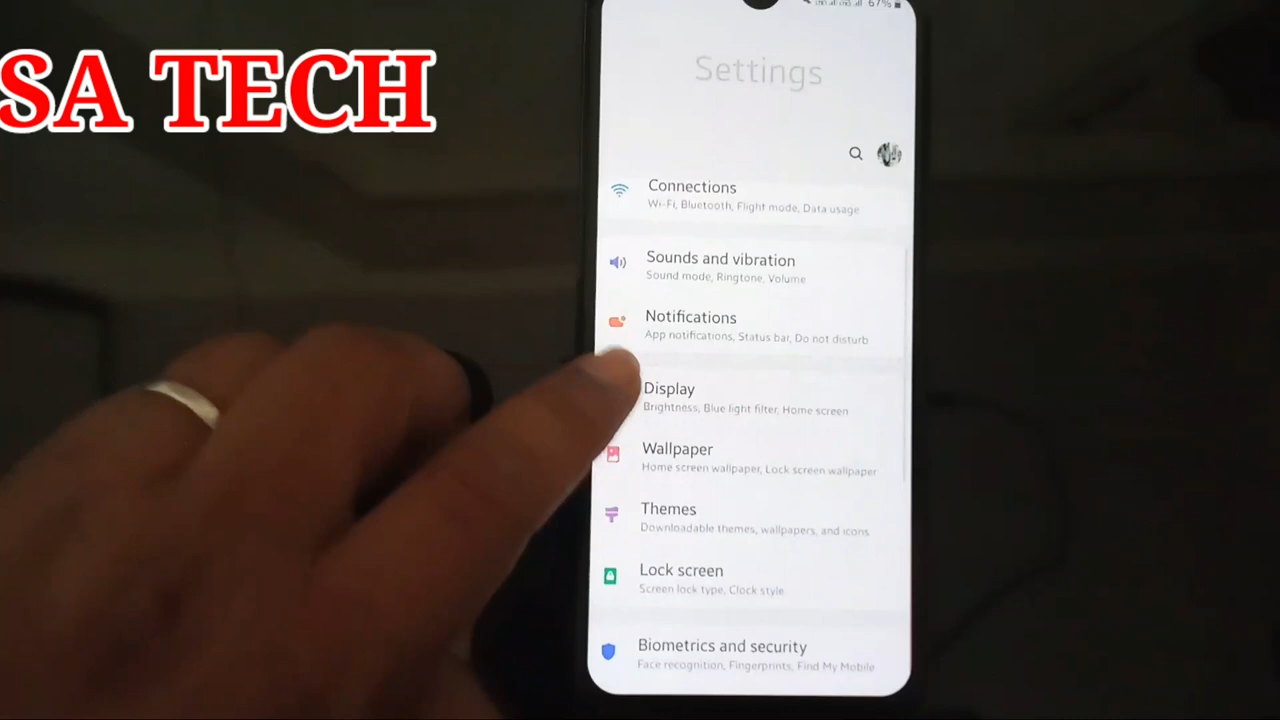 67%
SA TECH
Settings
Connections
Wi-Fi, Bluetooth, Flight mode, Data usage
Sounds and vibration
Sound mode, Ringtone, Volume
Notifications
App notifications, Status bar, Do not disturb
Display
Brightness, Blue light filter, Home screen
Wallpaper
Home screen wallpaper, Lock screen wallpaper
Themes
Downloadable themes, wallpapers, and icons
Lock screen
Screen lock type, Clock style
Biometrics and security
Face recognition, Fingerprints, Find My Mobile